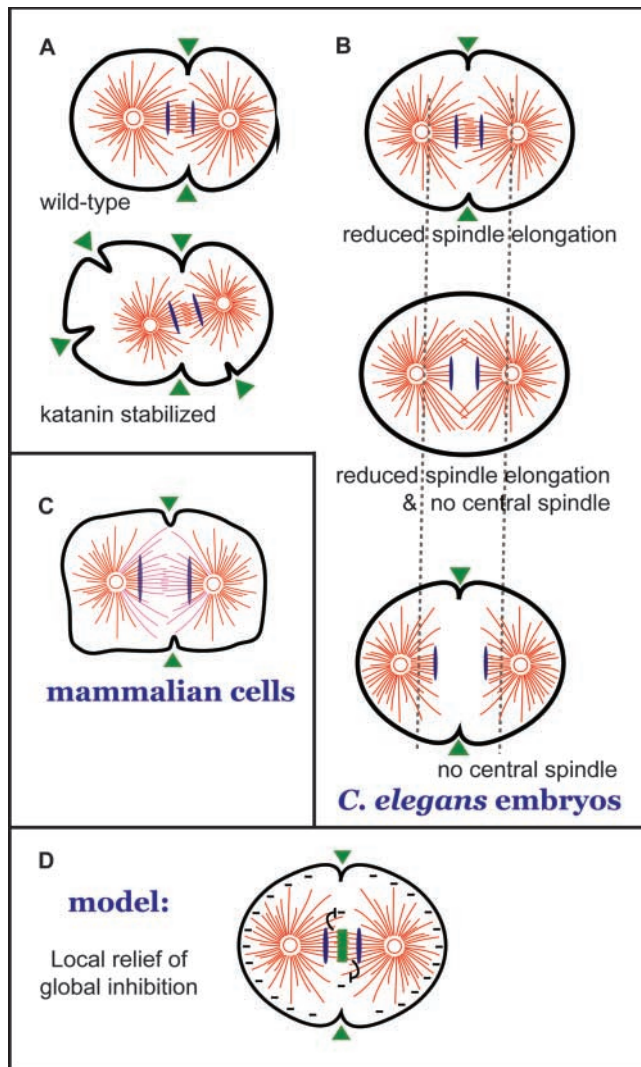 A
wild-type
katanin stabilized
B
reduced spindle elongation
reduced spindle elongation
& no central spindle
no central spindle
C. elegans embryos
C
mammalian cells
D
model:
Local relief of
global inhibition